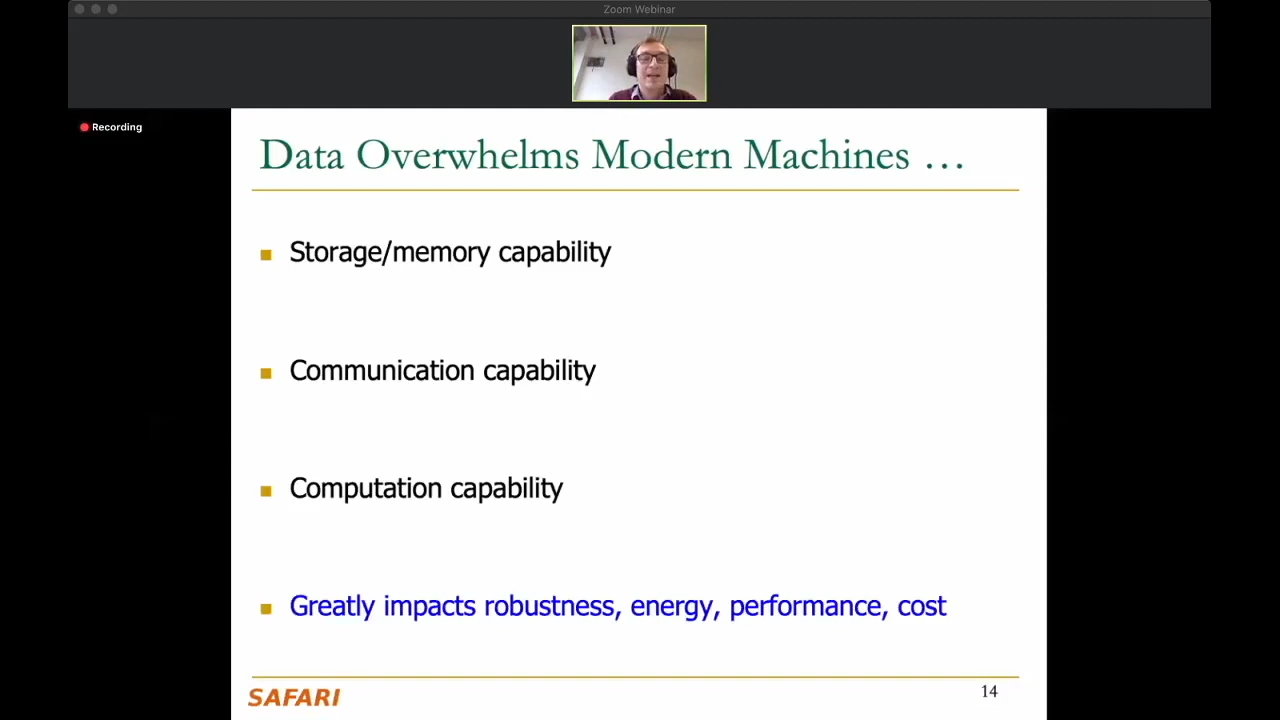 Zoom Webinar
Recording
Data Overwhelms Modern Machines …
Storage/memory capability
Communication capability
Computation capability
Greatly impacts robustness, energy, performance, cost
SAFARI
14